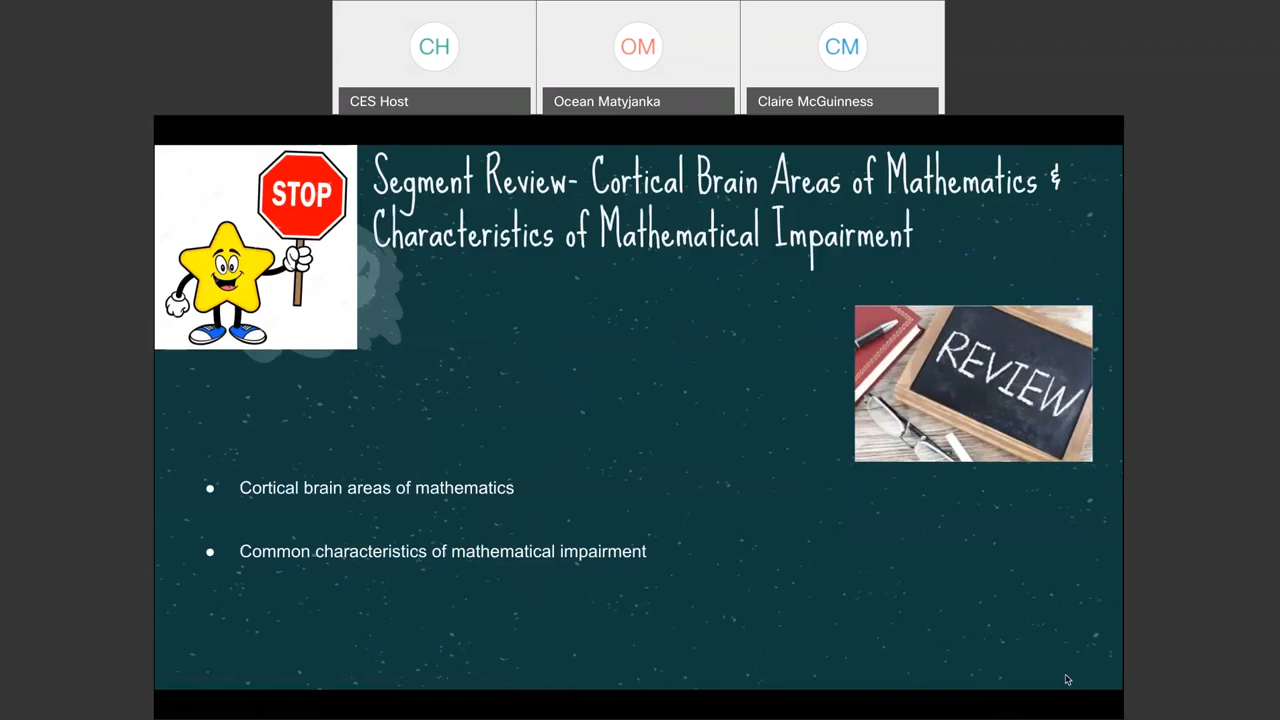 CH
OM
CM
CES Host
Ocean Matyjanka
Claire McGuinness
STOP
Segment Review- Cortical Brain Areas of Mathematics &
Characteristics of Mathematical Impairment
REVIEW
● Cortical brain areas of mathematics
● Common characteristics of mathematical impairment